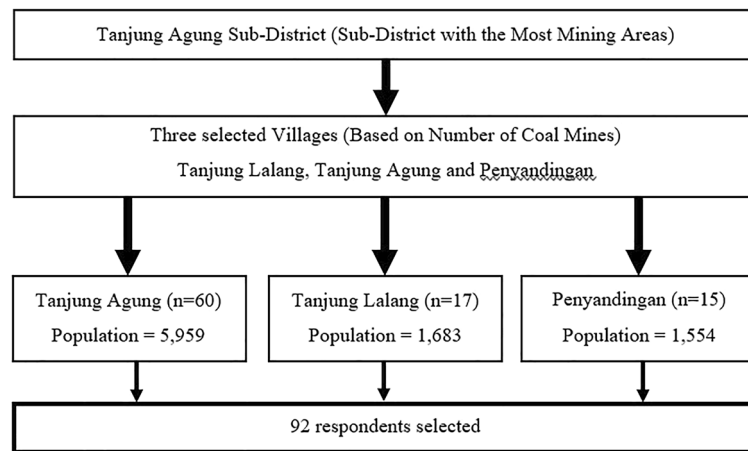 Tanjung Agung Sub-District (Sub-District with the Most Mining Areas)
Three selected Villages (Based on Number of Coal Mines)
Tanjung Lalang, Tanjung Agung and Penyandingan
Tanjung Agung (n=60)
Population = 5,959
Tanjung Lalang (n=17)
Population = 1,683
Penyandingan (n=15)
Population = 1,554
92 respondents selected